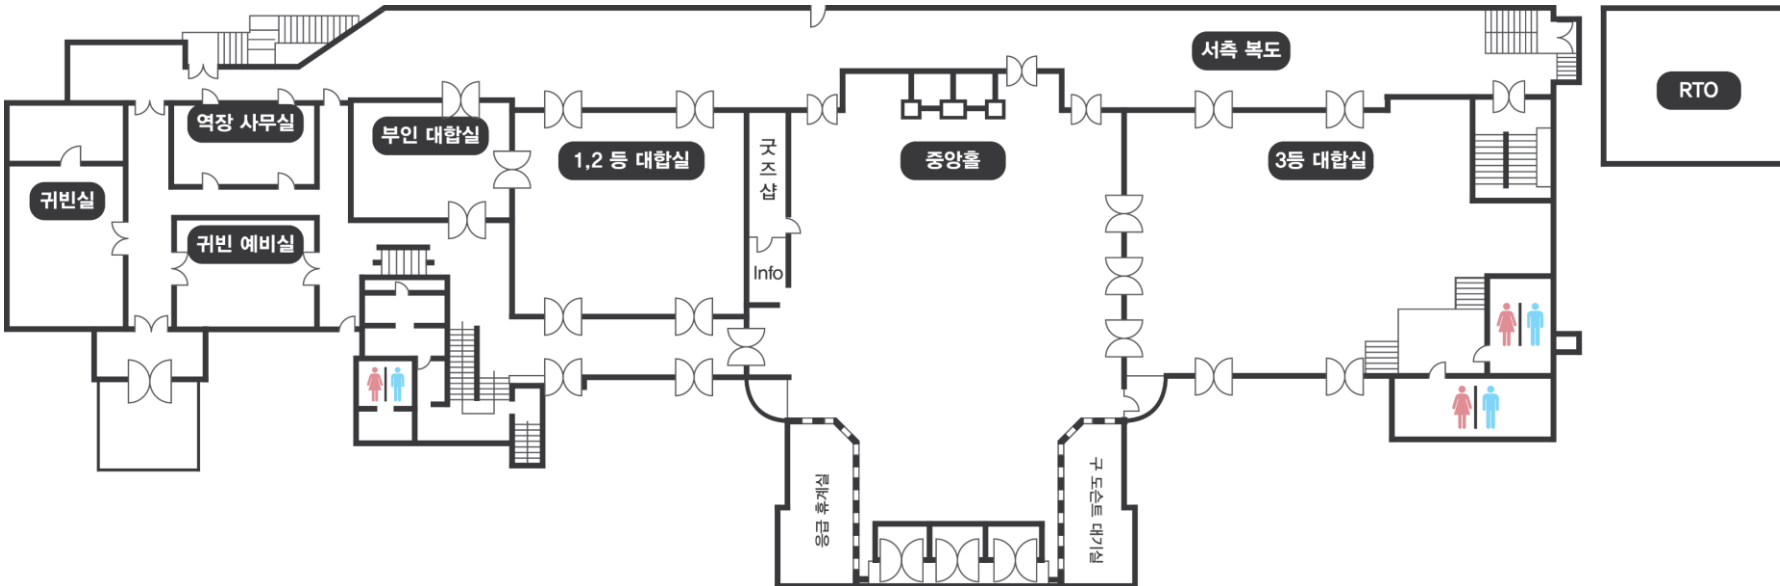 서측 복도
RTO
역장 사무실
부인 대합실
1,2 등 대합실
굿즈샵
중앙홀
3등 대합실
귀빈실
귀빈 예비실
Info
응급 휴게실
구 도슨트 대기실